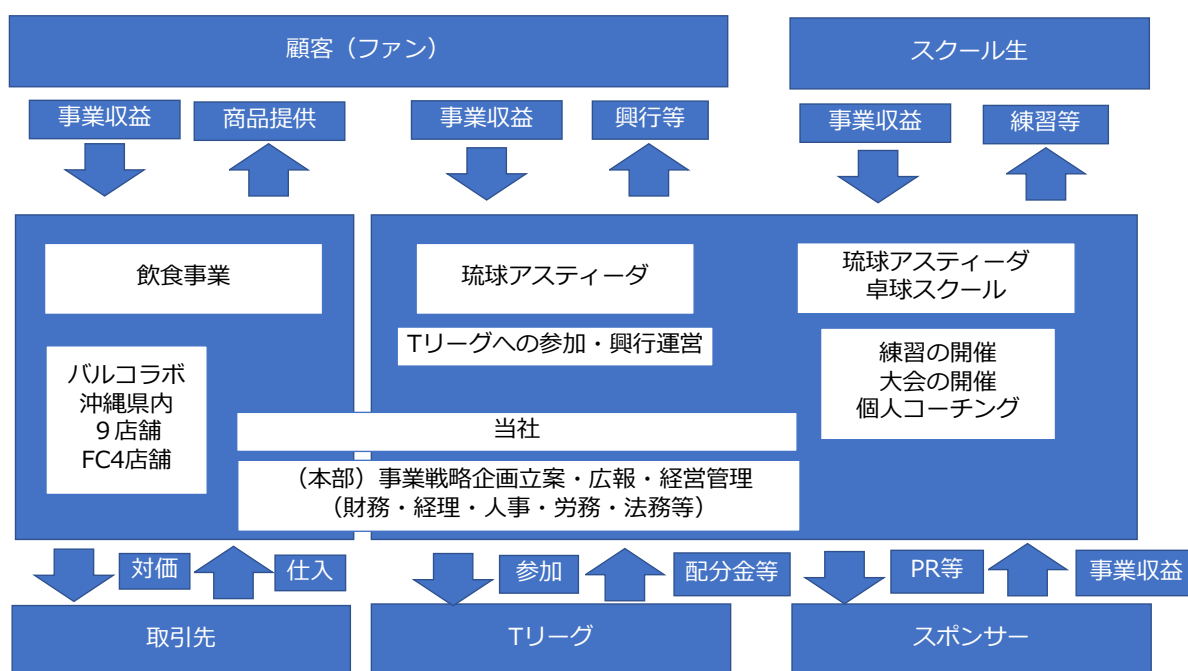 顧客（ファン）
スクール生
事業収益
商品提供
事業収益
興行等
事業収益
練習等
飲食事業
琉球アスティーダ
琉球アスティーダ
卓球スクール
Tリーグへの参加・興行運営
バルコラボ
沖縄県内
９店舗
FC4店舗
練習の開催
大会の開催
個人コーチング
当社
（本部）事業戦略企画立案・広報・経営管理
（財務・経理・人事・労務・法務等）
対価
仕入
参加
配分金等
PR等
事業収益
取引先
Tリーグ
スポンサー